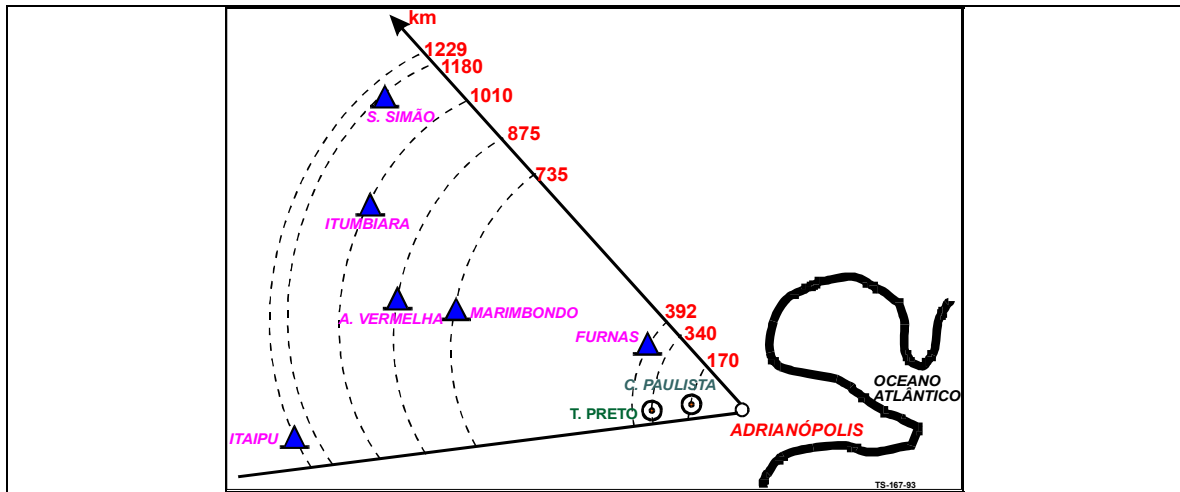 km
1229
1180
1010
S. SIMÃO
875
735
ITUMBIARA
A. VERMELHA
MARIMBONDO
392
FURNAS
340
170
C. PAULISTA
OCEANO
ATLÂNTICO
T. PRETO
ADRIANÓPOLIS
ITAIPU
TS-167-93